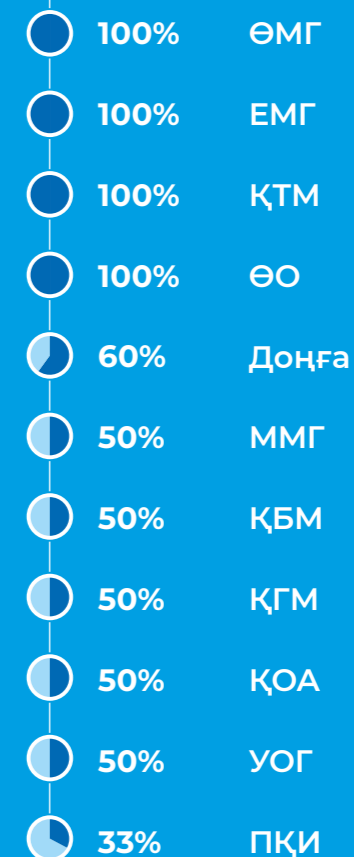 100% ӨМГ
100% ЕМГ
100% ҚТМ
100% ӨО
60% Доңға
50% ММГ
50% ҚБМ
50% ҚГМ
50% ҚОА
50% УОГ
33% ПҚИ